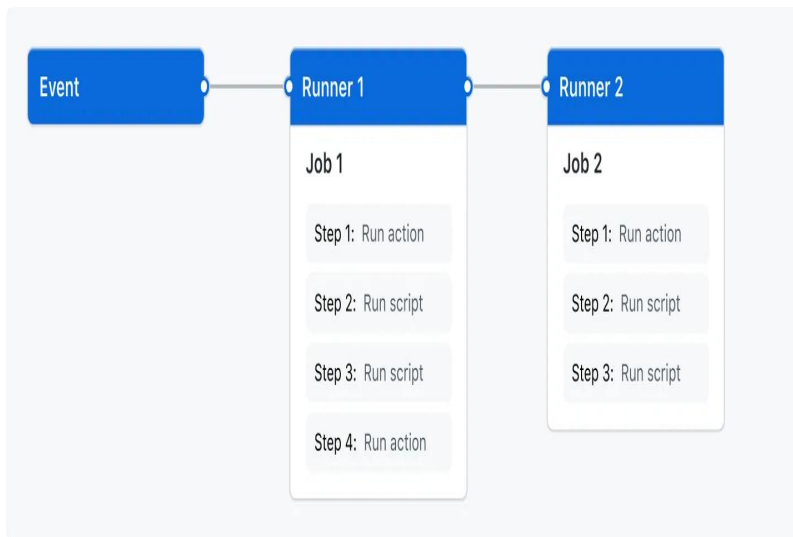 Event
Runner 1
Job 1
Step 1: Run action
Step 2: Run script
Step 3: Run script
Step 4: Run action
Runner 2
Job 2
Step 1: Run action
Step 2: Run script
Step 3: Run script